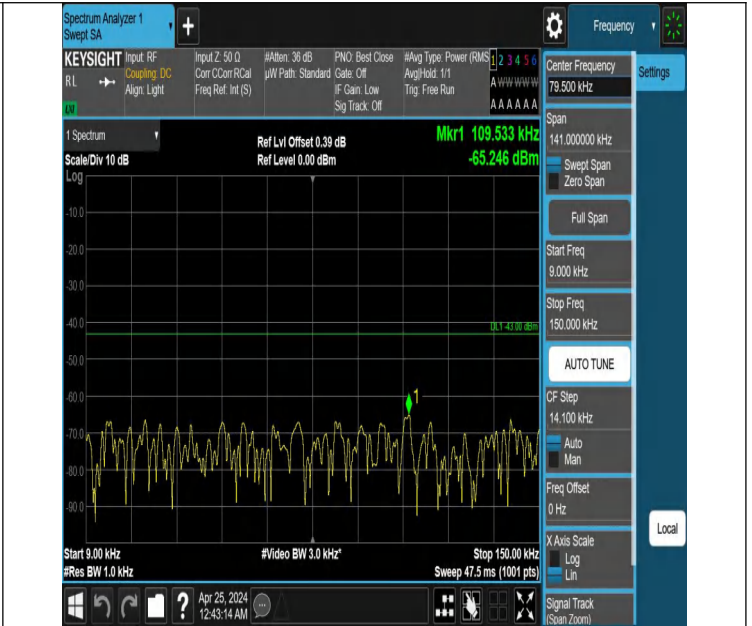 Spectrum Analyzer 1
Swept SA
+
Frequency
KEYSIGHT
RL
Input: RF
Coupling: DC
Align: Light
Input Z: 50 Ω
Corr CCorr RCal
Freq Ref: Int (S)
#Atten: 36 dB
µW Path: Standard
PNO: Best Close
Gate: Off
IF Gain: Low
Sig Track: Off
#Avg Type: Power (RMS
Avg|Hold: 1/1
Trig: Free Run
1 2 3 4 5 6
A W W W W W
A A A A A A
Center Frequency
79.500 kHz
Settings
Span
141.000000 kHz
Swept Span
Zero Span
Full Span
Start Freq
9.000 kHz
Stop Freq
150.000 kHz
AUTO TUNE
CF Step
14.100 kHz
Auto
Man
Freq Offset
0 Hz
X Axis Scale
Log
Lin
Signal Track
(Span Zoom)
Local
1 Spectrum
Scale/Div 10 dB
Log
Ref Lvl Offset 0.39 dB
Ref Level 0.00 dBm
Mkr1 109.533 kHz
-65.246 dBm
-10.0
-20.0
-30.0
-40.0
DL1 -43.00 dBm
-50.0
-60.0
1
-70.0
-80.0
-90.0
Start 9.00 kHz
#Res BW 1.0 kHz
#Video BW 3.0 kHz*
Stop 150.00 kHz
Sweep 47.5 ms (1001 pts)
?
Apr 25, 2024
12:43:14 AM